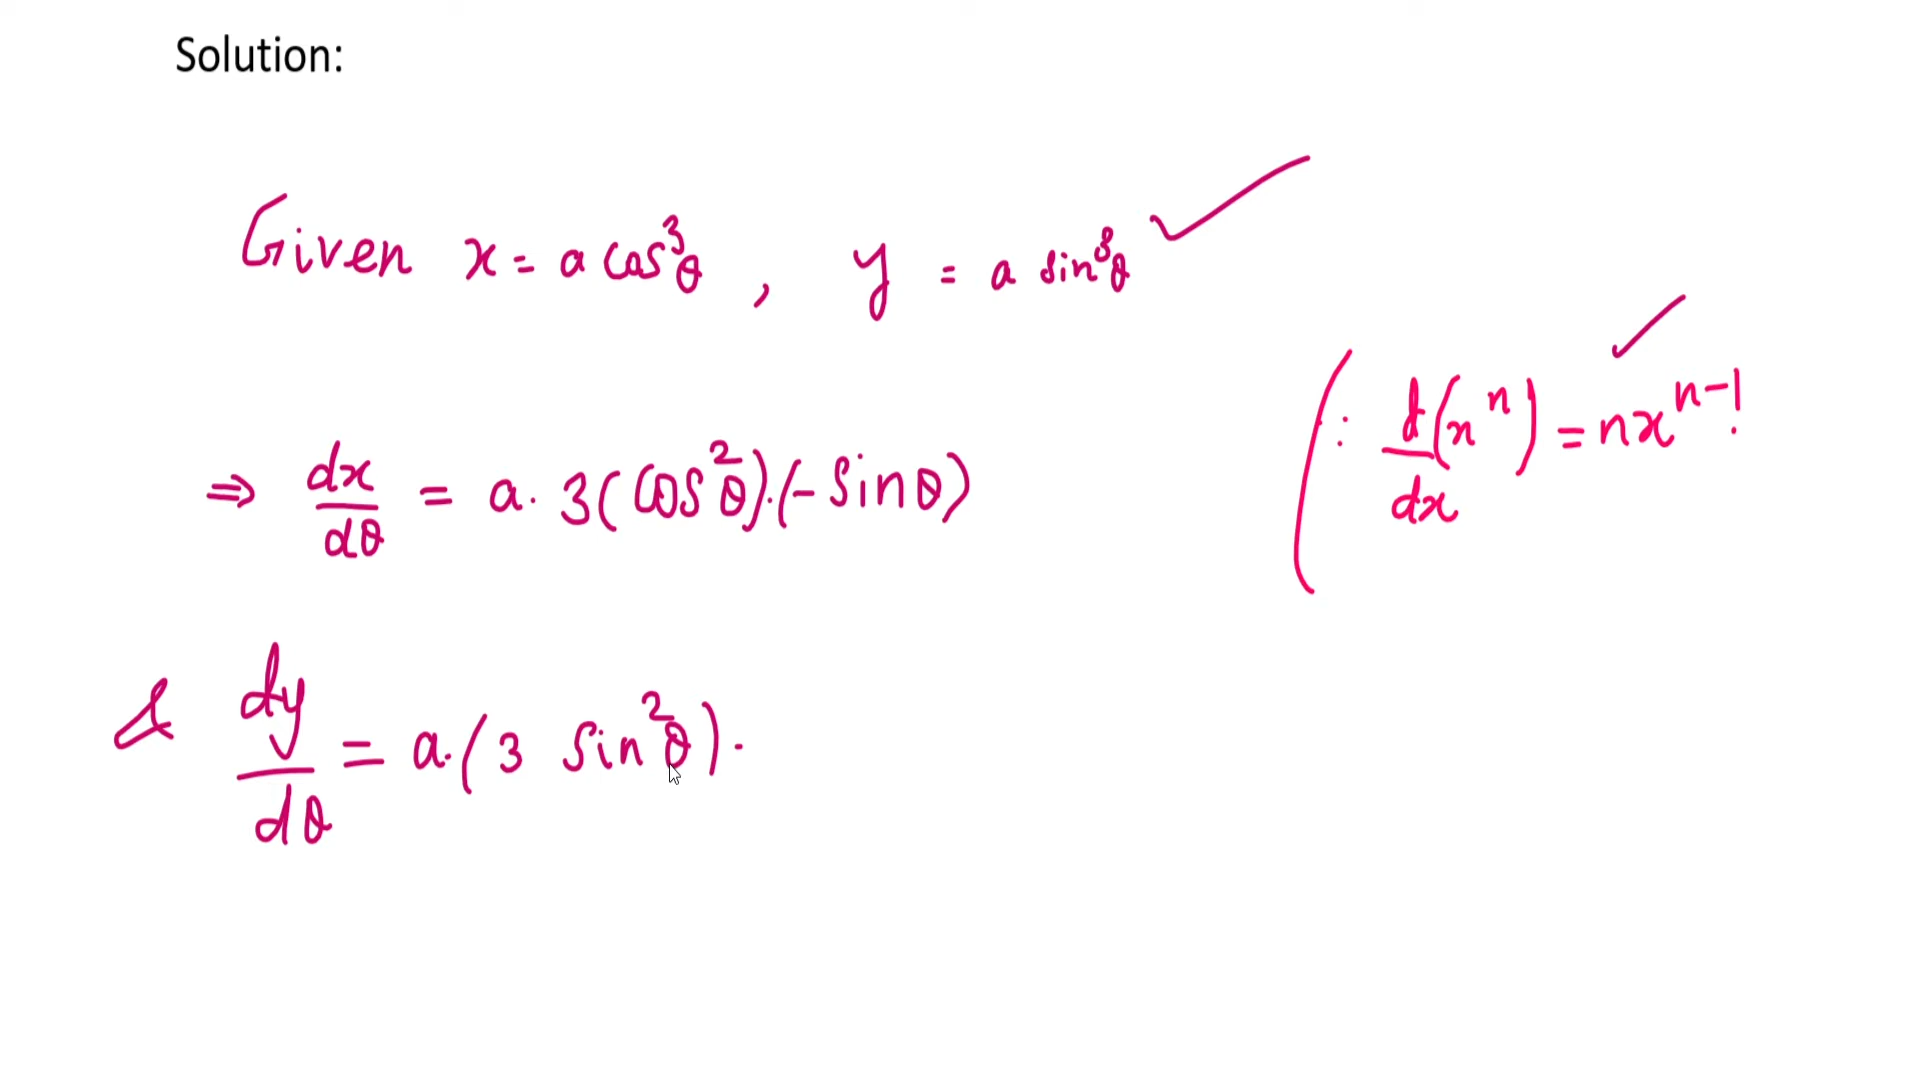 Solution:
Given x = a cos³θ , y = a sin³θ
(∵ d/dx (xⁿ) = nxⁿ⁻¹
⇒ dx/dθ = a. 3(cos²θ).(-sinθ)
& dy/dθ = a.(3 sin²θ).